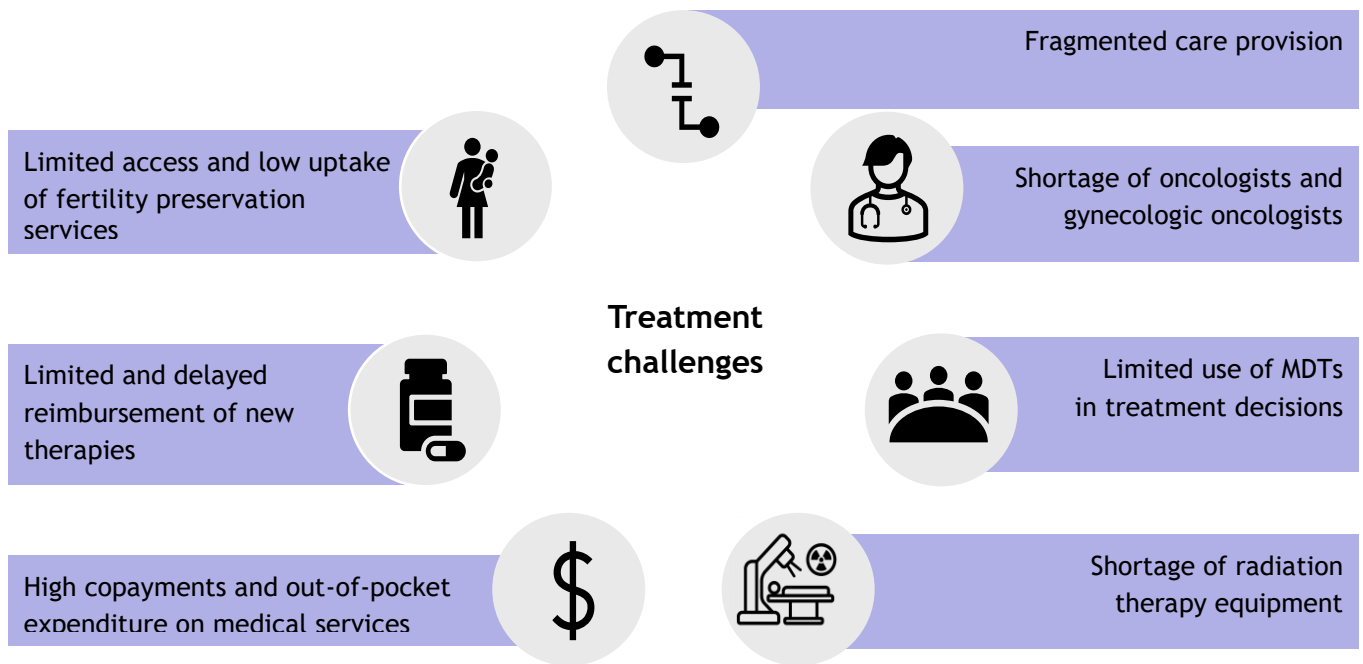 Fragmented care provision
Limited access and low uptake
of fertility preservation
services
Shortage of oncologists and
gynecologic oncologists
Treatment
challenges
Limited and delayed
reimbursement of new
therapies
Limited use of MDTs
in treatment decisions
High copayments and out-of-pocket
expenditure on medical services
Shortage of radiation
therapy equipment
$